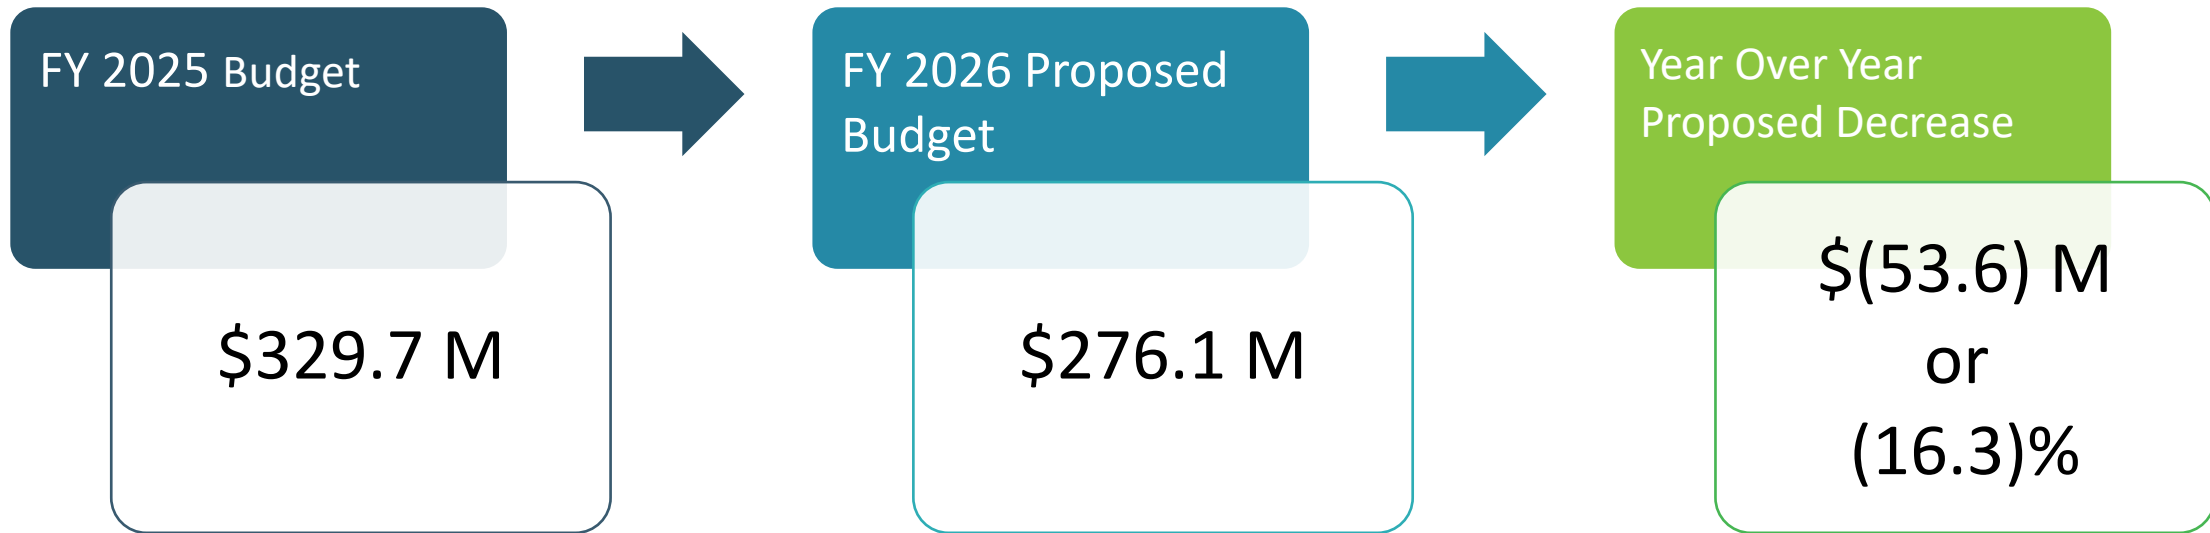 FY 2025 Budget
$329.7 M
FY 2026 Proposed
Budget
$276.1 M
Year Over Year
Proposed Decrease
$(53.6) M
or
(16.3)%